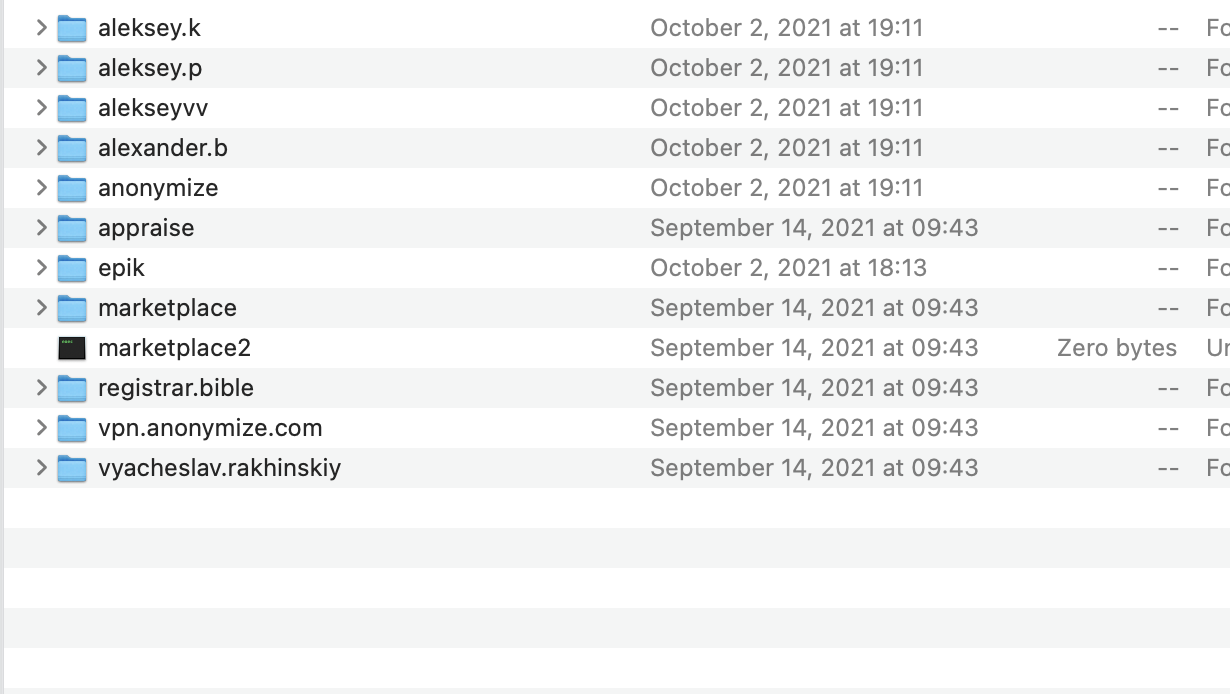 aleksey.k October 2, 2021 at 19:11 -- Fo
aleksey.p October 2, 2021 at 19:11 -- Fo
alekseyvv October 2, 2021 at 19:11 -- Fo
alexander.b October 2, 2021 at 19:11 -- Fo
anonymize October 2, 2021 at 19:11 -- Fo
appraise September 14, 2021 at 09:43 -- Fo
epik October 2, 2021 at 18:13 -- Fo
marketplace September 14, 2021 at 09:43 -- Fo
marketplace2 September 14, 2021 at 09:43 Zero bytes Un
registrar.bible September 14, 2021 at 09:43 -- Fo
vpn.anonymize.com September 14, 2021 at 09:43 -- Fo
vyacheslav.rakhinskiy September 14, 2021 at 09:43 -- Fo